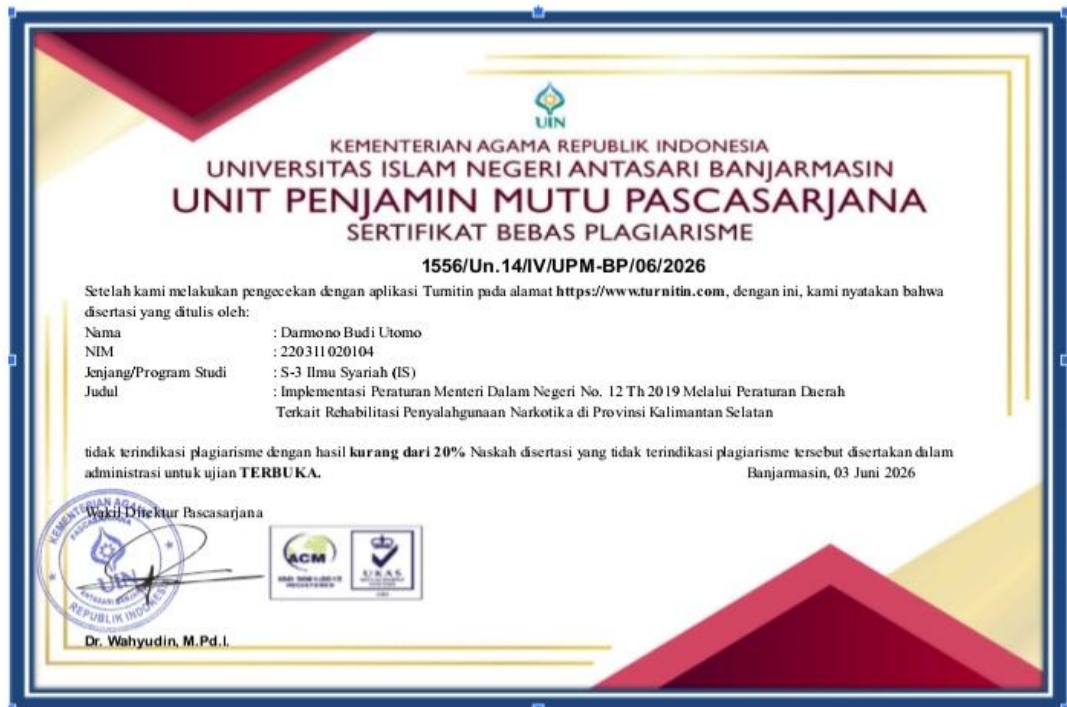 UIN
KEMENTERIAN AGAMA REPUBLIK INDONESIA
UNIVERSITAS ISLAM NEGERI ANTASARI BANJARMASIN
UNIT PENJAMIN MUTU PASCASARJANA
SERTIFIKAT BEBAS PLAGIARISME
1556/Un.14/IV/UPM-BP/06/2026
Setelah kami melakukan pengecekan dengan aplikasi Turnitin pada alamat https://www.turnitin.com, dengan ini, kami nyatakan bahwa
disertasi yang ditulis oleh:
Nama : Darmono Budi Utomo
NIM : 220311020104
Jenjang/Program Studi : S-3 Ilmu Syariah (IS)
Judul : Implementasi Peraturan Menteri Dalam Negeri No. 12 Th 2019 Melalui Peraturan Daerah
Terkait Rehabilitasi Penyalahgunaan Narkotika di Provinsi Kalimantan Selatan
tidak terindikasi plagiarisme dengan hasil kurang dari 20% Naskah disertasi yang tidak terindikasi plagiarisme tersebut disertakan dalam
administrasi untuk ujian TERBUKA. Banjarmasin, 03 Juni 2026
Wakil Direktur Pascasarjana
KEMENTERIAN AGAMA
PASCASARJANA
UIN
REPUBLIK INDONESIA
ACM
REGISTERED
UKAS
Dr. Wahyudin, M.Pd.I.